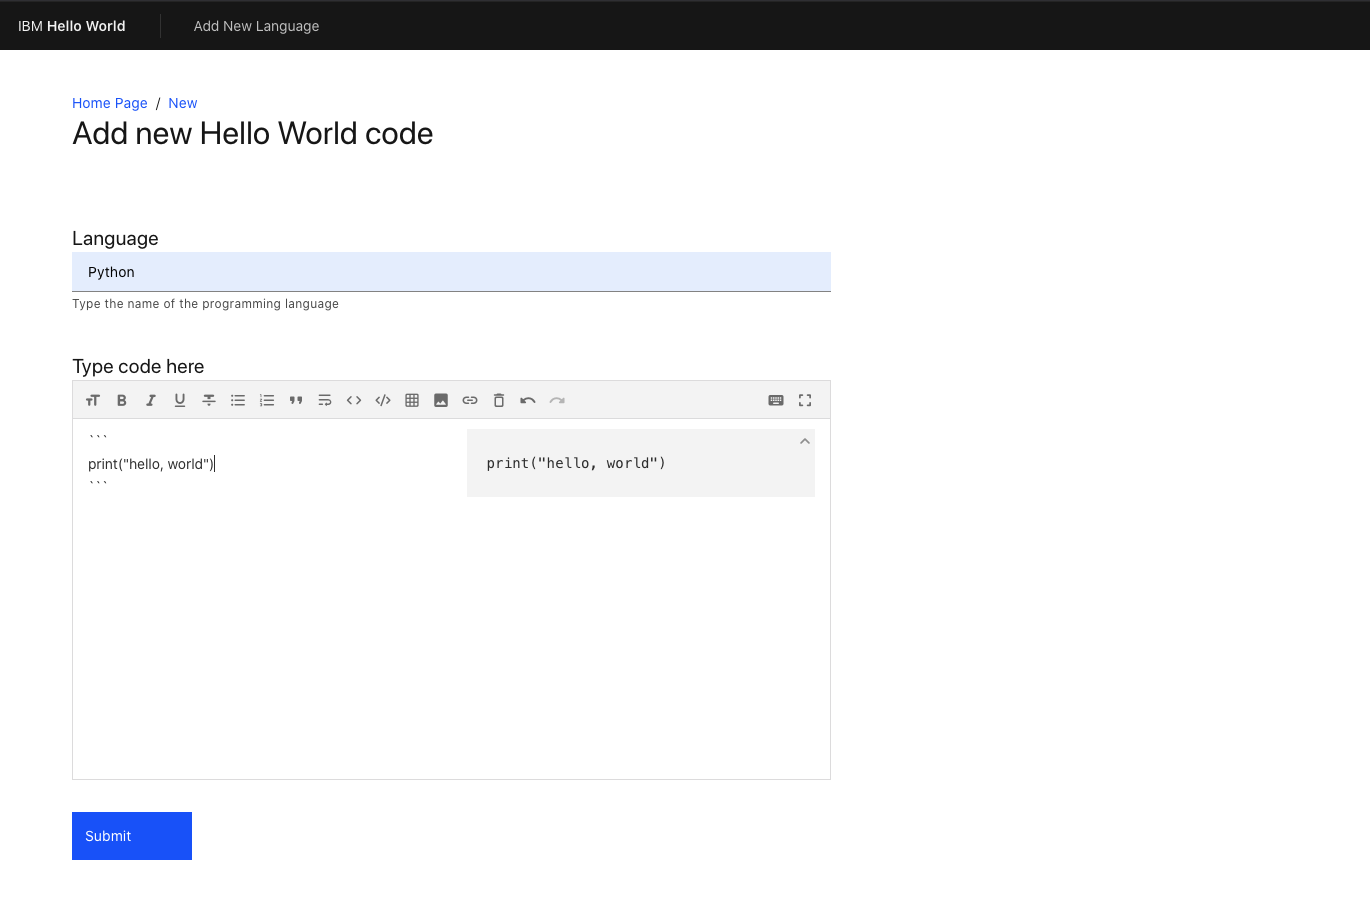 IBM Hello World
Add New Language
Home Page / New
Add new Hello World code
Language
Python
Type the name of the programming language
Type code here
```
print("hello, world")
```
print("hello, world")
Submit